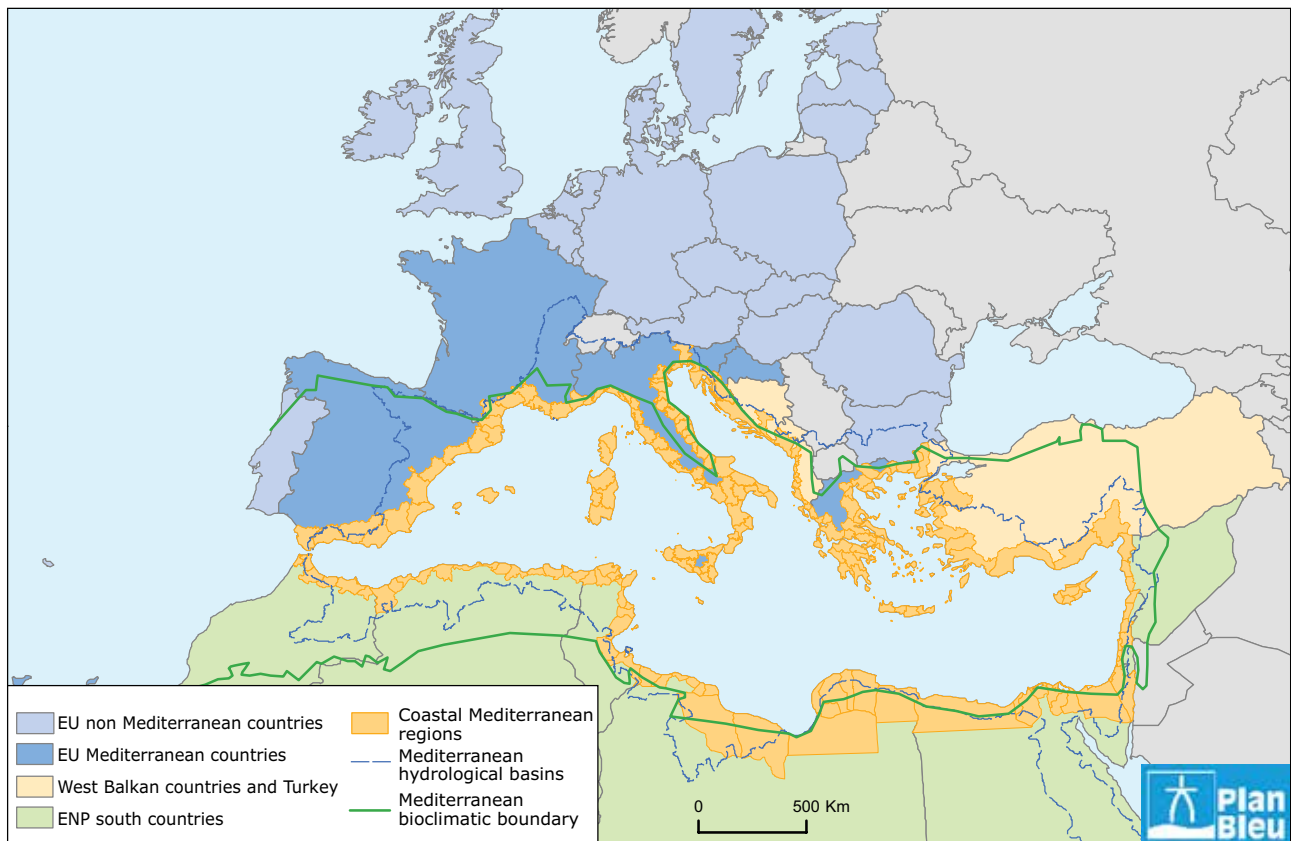 EU non Mediterranean countries
EU Mediterranean countries
West Balkan countries and Turkey
ENP south countries
Coastal Mediterranean
regions
Mediterranean
hydrological basins
Mediterranean
bioclimatic boundary
0 500 Km
Plan
Bleu